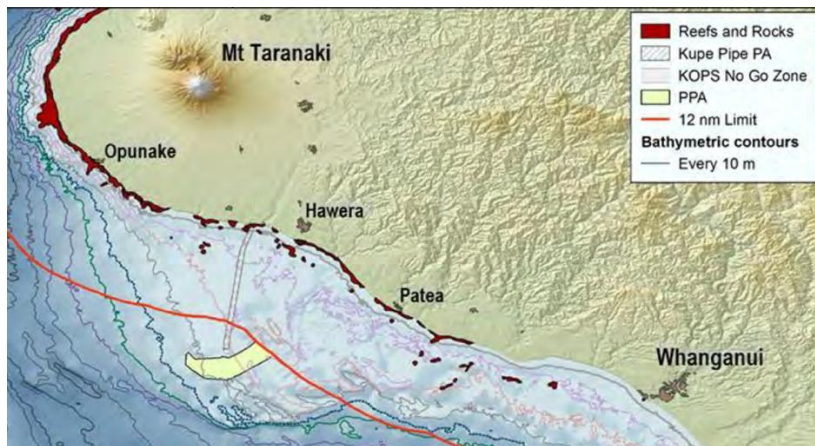 Mt Taranaki
Opunake
Hawera
Patea
Whanganui
Reefs and Rocks
Kupe Pipe PA
KOPS No Go Zone
PPA
12 nm Limit
Bathymetric contours
Every 10 m